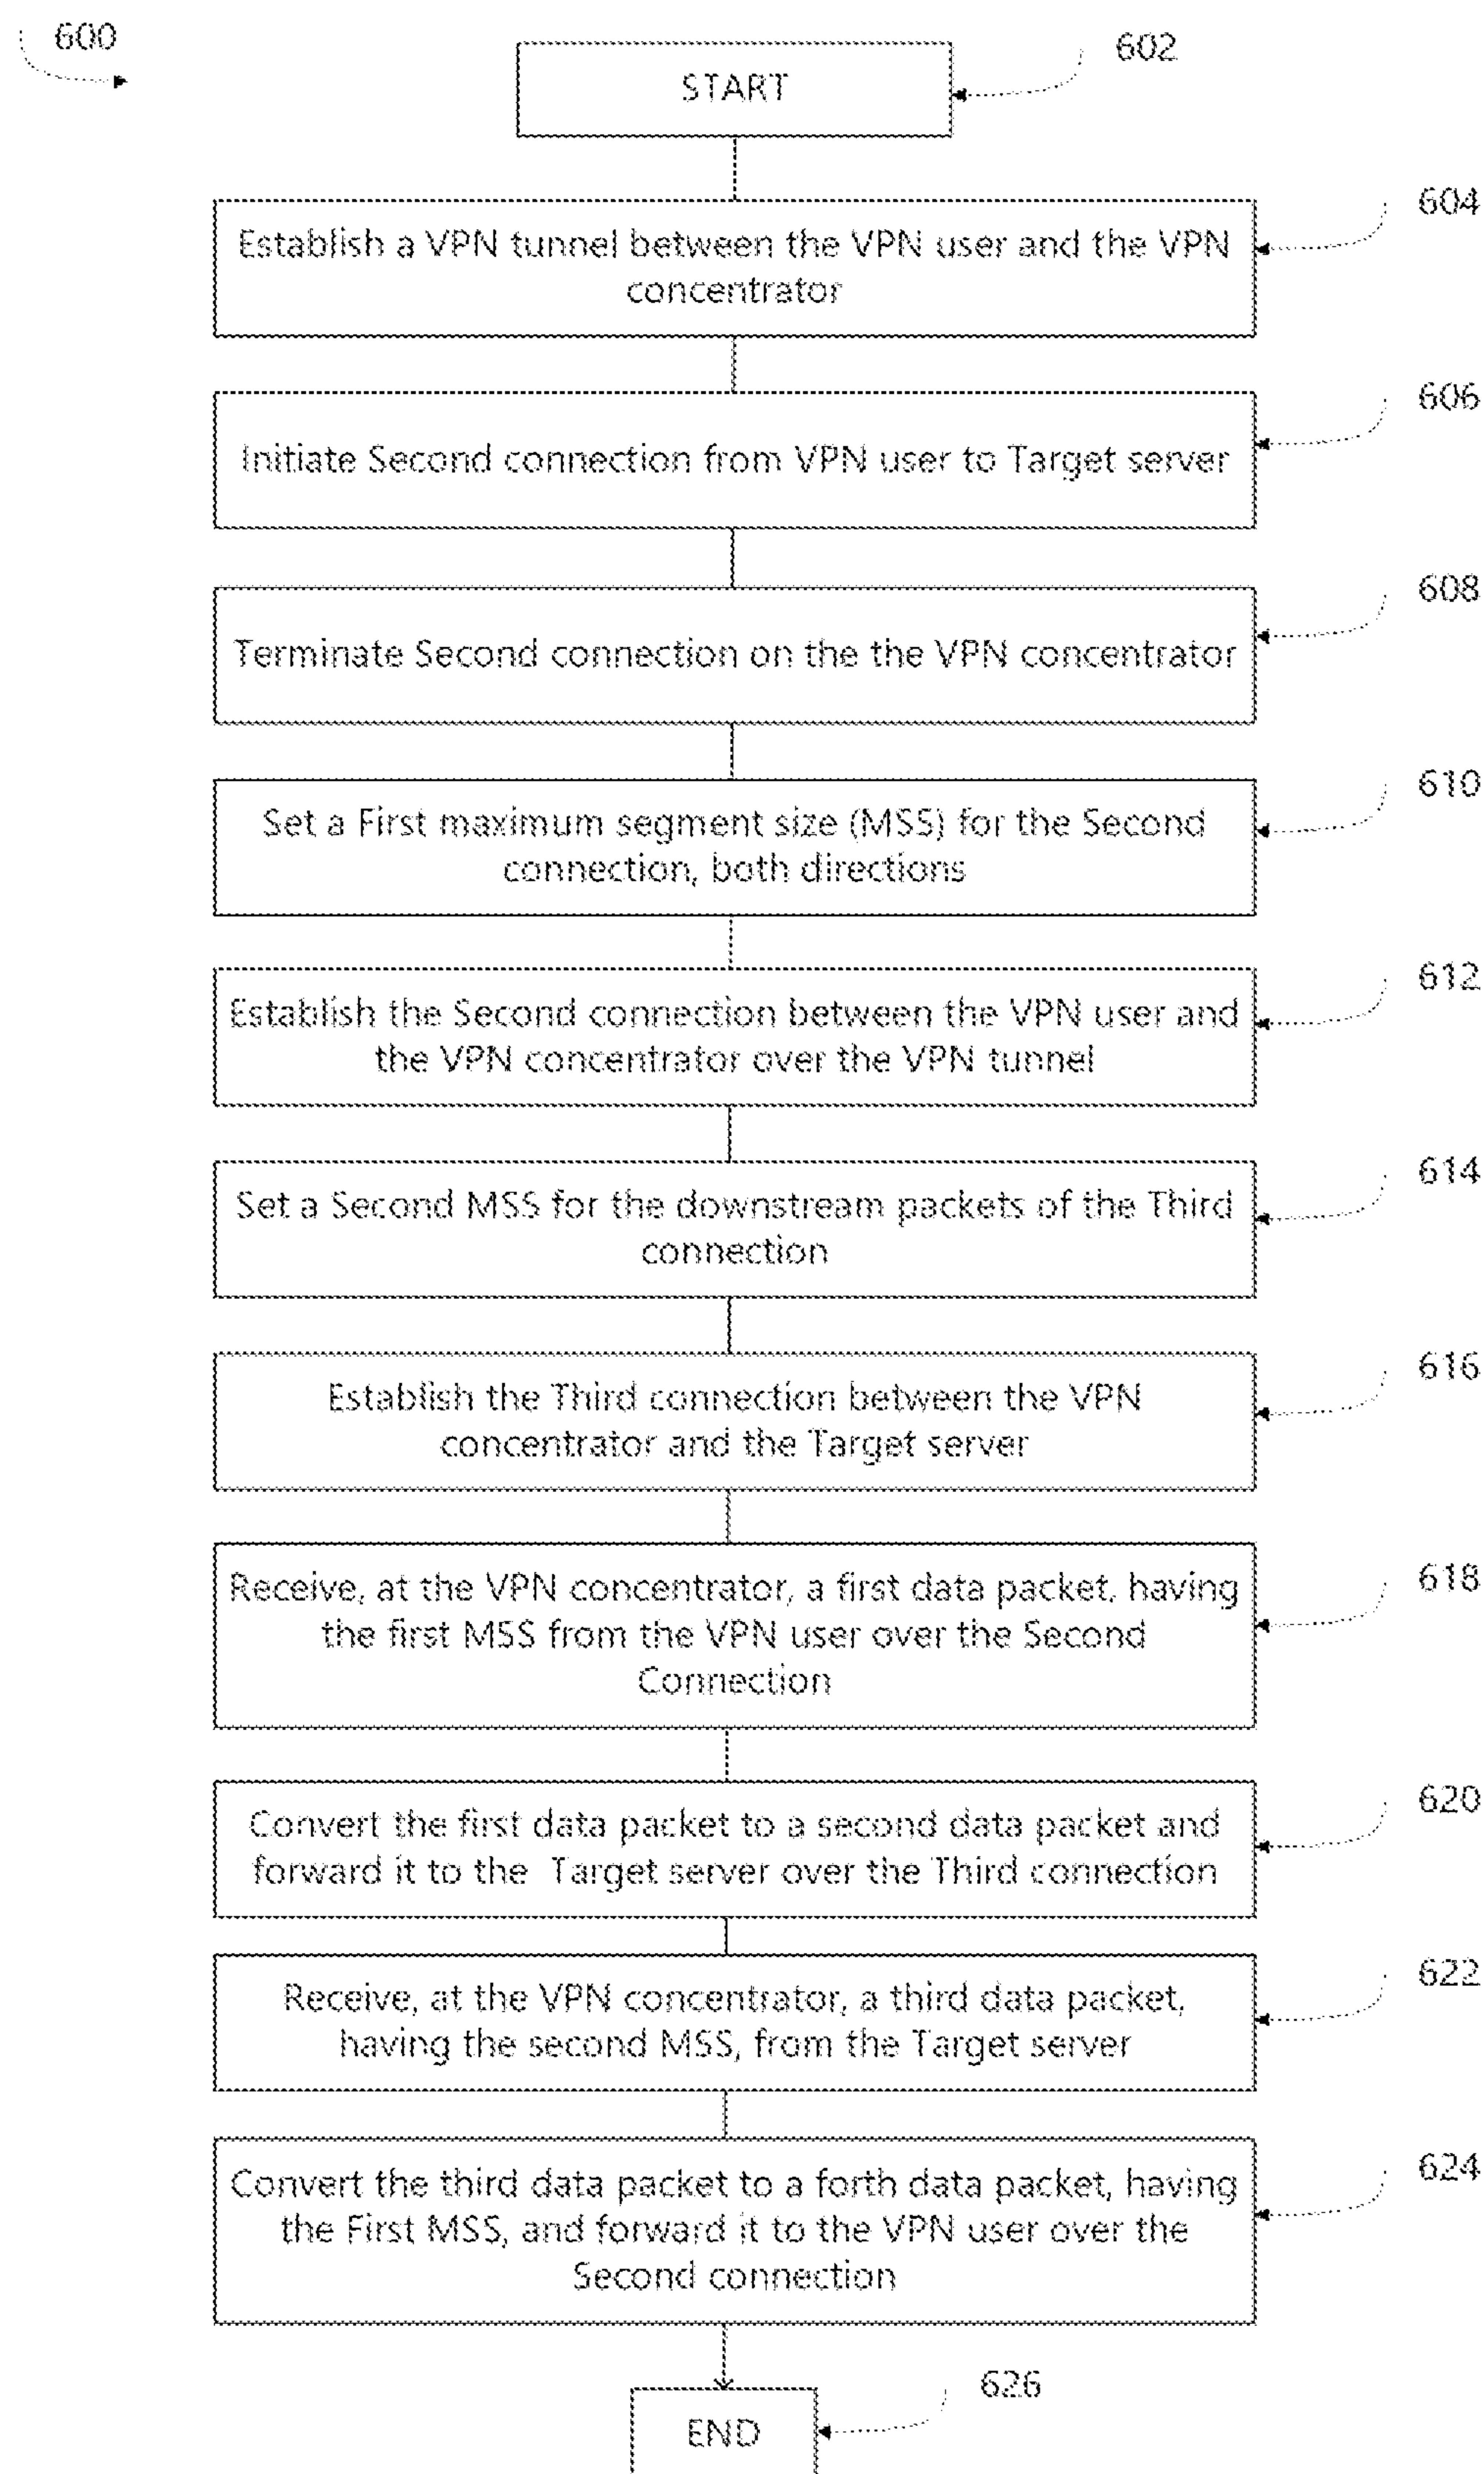 600
START
602
Establish a VPN tunnel between the VPN user and the VPN
concentrator
604
Initiate Second connection from VPN user to Target server
606
Terminate Second connection on the the VPN concentrator
608
Set a First maximum segment size (MSS) for the Second
connection, both directions
610
Establish the Second connection between the VPN user and
the VPN concentrator over the VPN tunnel
612
Set a Second MSS for the downstream packets of the Third
connection
614
Establish the Third connection between the VPN
concentrator and the Target server
616
Receive, at the VPN concentrator, a first data packet, having
the first MSS from the VPN user over the Second
Connection
618
Convert the first data packet to a second data packet and
forward it to the Target server over the Third connection
620
Receive, at the VPN concentrator, a third data packet,
having the second MSS, from the Target server
622
Convert the third data packet to a forth data packet, having
the First MSS, and forward it to the VPN user over the
Second connection
624
END
626